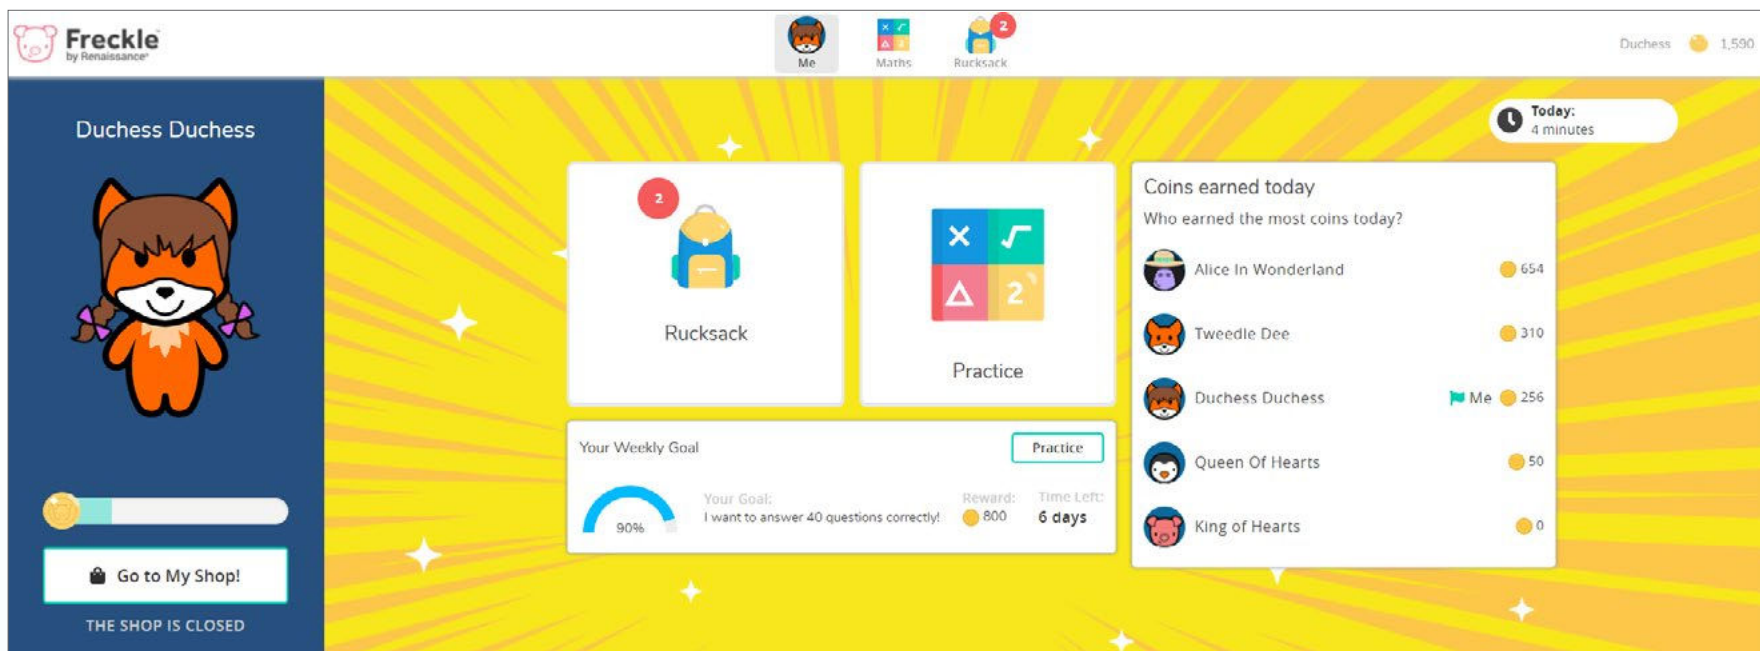 Freckle
by Renaissance®
Me
Maths
2
Rucksack
Duchess 1,590
Duchess Duchess
Go to My Shop!
THE SHOP IS CLOSED
2
Rucksack
Practice
Your Weekly Goal
Practice
90%
Your Goal:
I want to answer 40 questions correctly!
Reward:
800
Time Left:
6 days
Today:
4 minutes
Coins earned today
Who earned the most coins today?
Alice In Wonderland 654
Tweedle Dee 310
Duchess Duchess Me 256
Queen Of Hearts 50
King of Hearts 0